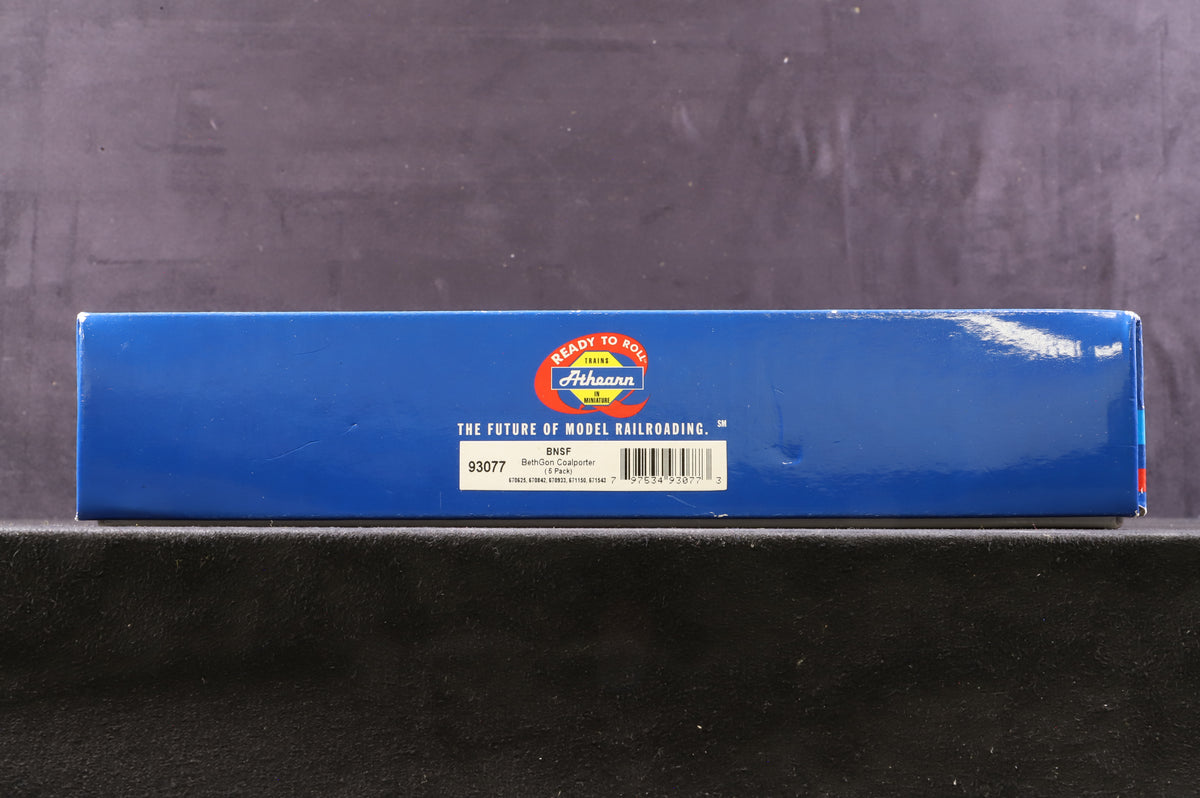 READY TO ROLL
TRAINS
Athearn
IN
MINIATURE
THE FUTURE OF MODEL RAILROADING. SM
93077
BNSF
BethGon Coalporter
(5 Pack)
670625, 670842, 670933, 671150, 671542
7 97534 93077 3